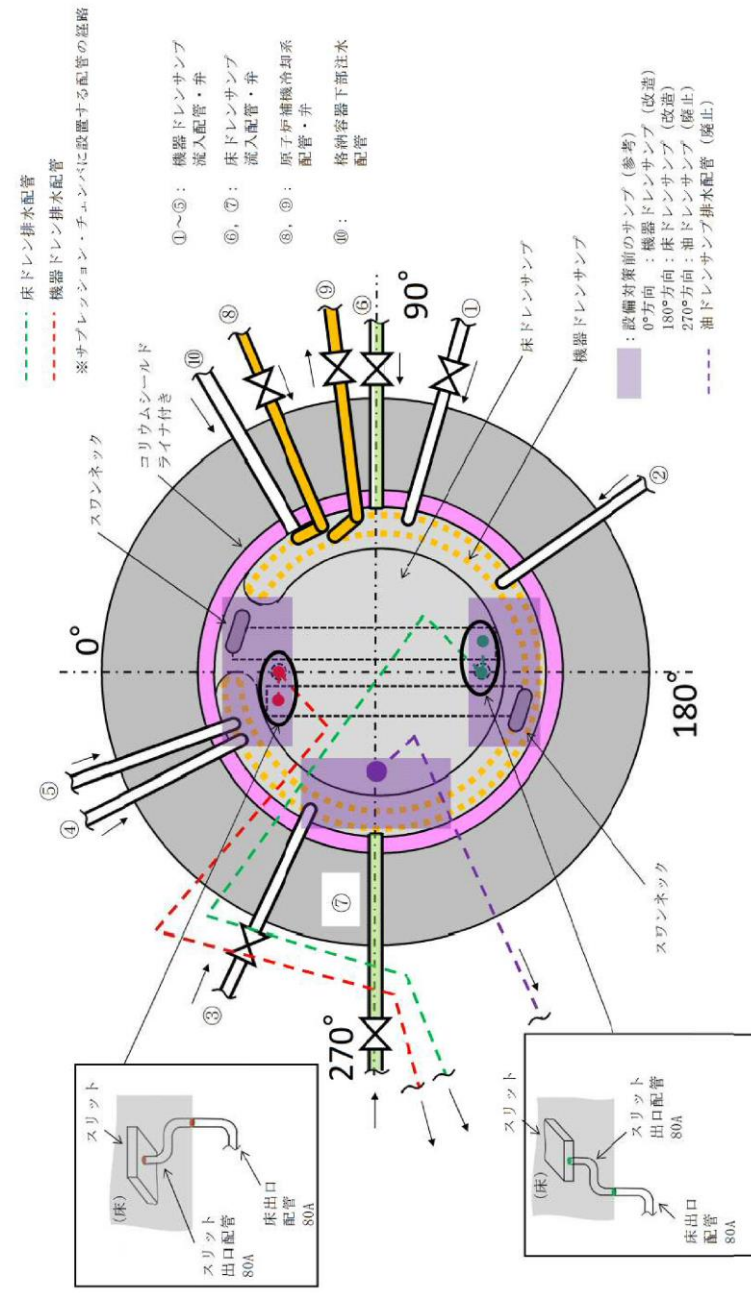 床ドレン排水配管
機器ドレン排水配管
※サプレッション・チェンバに設置する配管の経路
①~⑤: 機器ドレンサンプ
流入配管・弁
⑥, ⑦: 床ドレンサンプ
流入配管・弁
⑧, ⑨: 原子炉補機冷却系
配管・弁
⑩: 格納容器下部注水
配管
スワンネック
コリウムシールド
ライナ付き
⑩
⑧
⑨
⑥
90°
①
②
0°
⑤
④
③
⑦
270°
180°
床ドレンサンプ
機器ドレンサンプ
スワンネック
:設備対策前のサンプ (参考)
0°方向 :機器ドレンサンプ (改造)
180°方向:床ドレンサンプ (改造)
270°方向:油ドレンサンプ (廃止)
油ドレンサンプ排水配管 (廃止)
スリット
(床)
スリット
出口配管
80A
床出口
配管
80A
スリット
(床)
スリット
出口配管
80A
床出口
配管
80A